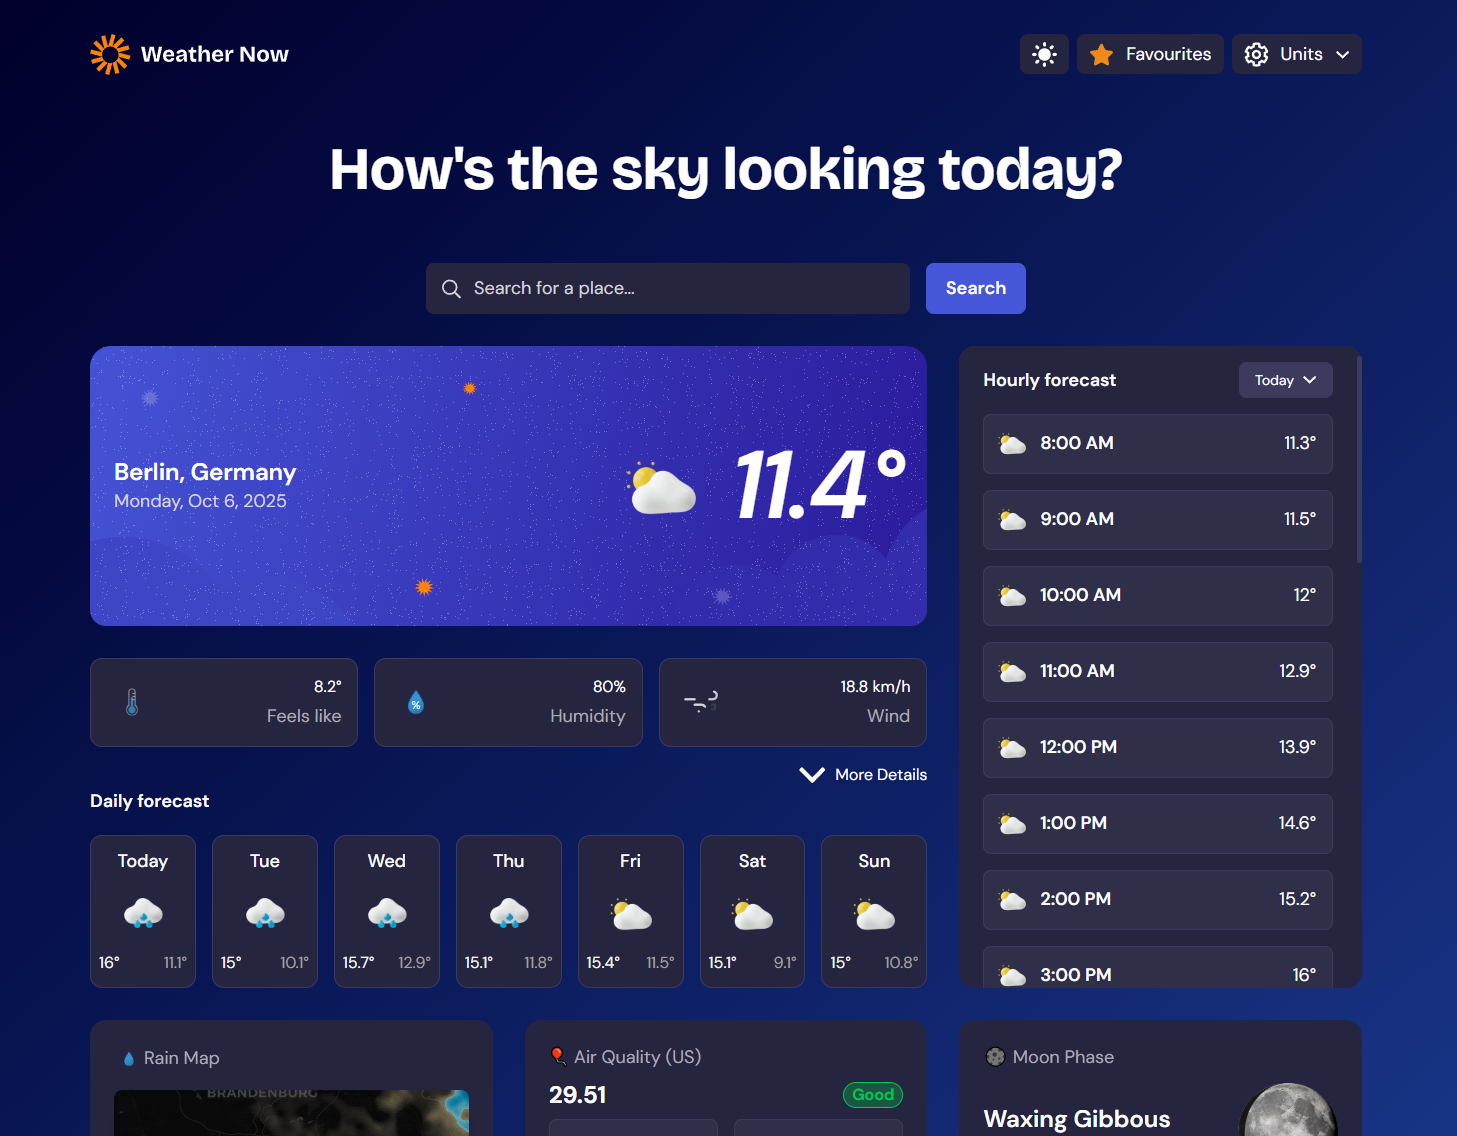 Weather Now
Favourites
Units
How's the sky looking today?
Search for a place...
Search
Berlin, Germany
Monday, Oct 6, 2025
11.4°
8.2°
Feels like
%
80%
Humidity
18.8 km/h
Wind
More Details
Daily forecast
Today
16° 11.1°
Tue
15° 10.1°
Wed
15.7° 12.9°
Thu
15.1° 11.8°
Fri
15.4° 11.5°
Sat
15.1° 9.1°
Sun
15° 10.8°
Hourly forecast
Today
8:00 AM 11.3°
9:00 AM 11.5°
10:00 AM 12°
11:00 AM 12.9°
12:00 PM 13.9°
1:00 PM 14.6°
2:00 PM 15.2°
3:00 PM 16°
Rain Map
BRANDENBURG
Air Quality (US)
29.51
Good
Moon Phase
Waxing Gibbous